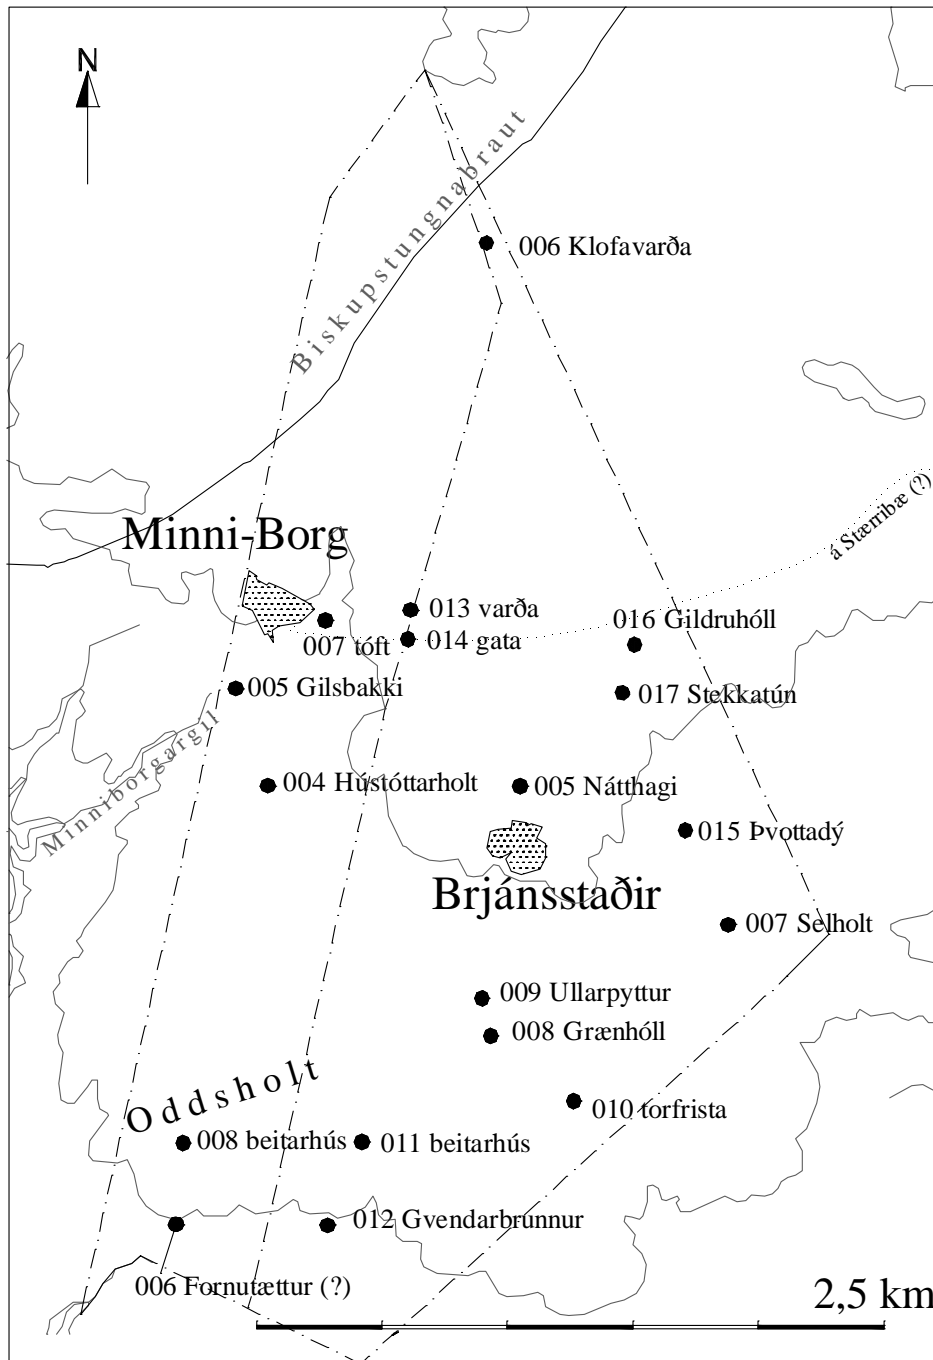 N
Biskupstungnabraut
006 Klofavarða
Minni-Borg
á Stærribæ (?)
013 varða
016 Gildruhóll
007 tóft
014 gata
005 Gilsbakki
017 Stekkatún
Minniborgargil
004 Hústóttarholt
005 Nátthagi
015 Þvottadý
Brjánsstaðir
007 Selholt
009 Ullarpyttur
008 Grænhóll
Oddsholt
010 torfrista
008 beitarhús
011 beitarhús
012 Gvendarbrunnur
006 Fornutættur (?)
2,5 km